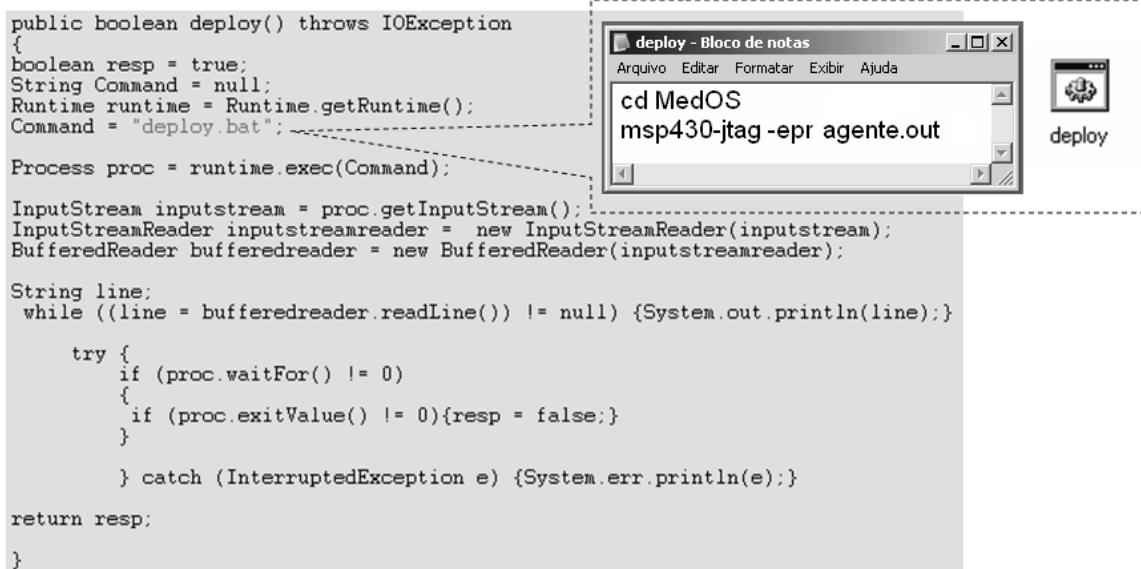 public boolean deploy() throws IOException
{
boolean resp = true;
String Command = null;
Runtime runtime = Runtime.getRuntime();
Command = "deploy.bat";
Process proc = runtime.exec(Command);
InputStream inputstream = proc.getInputStream();
InputStreamReader inputstreamreader = new InputStreamReader(inputstream);
BufferedReader bufferedreader = new BufferedReader(inputstreamreader);
String line;
while ((line = bufferedreader.readLine()) != null) {System.out.println(line);}
try {
if (proc.waitFor() != 0)
{
if (proc.exitValue() != 0){resp = false;}
}
} catch (InterruptedException e) {System.err.println(e);}
return resp;
}
deploy - Bloco de notas
Arquivo Editar Formatar Exibir Ajuda
cd MedOS
msp430-jtag -epr agente.out
deploy